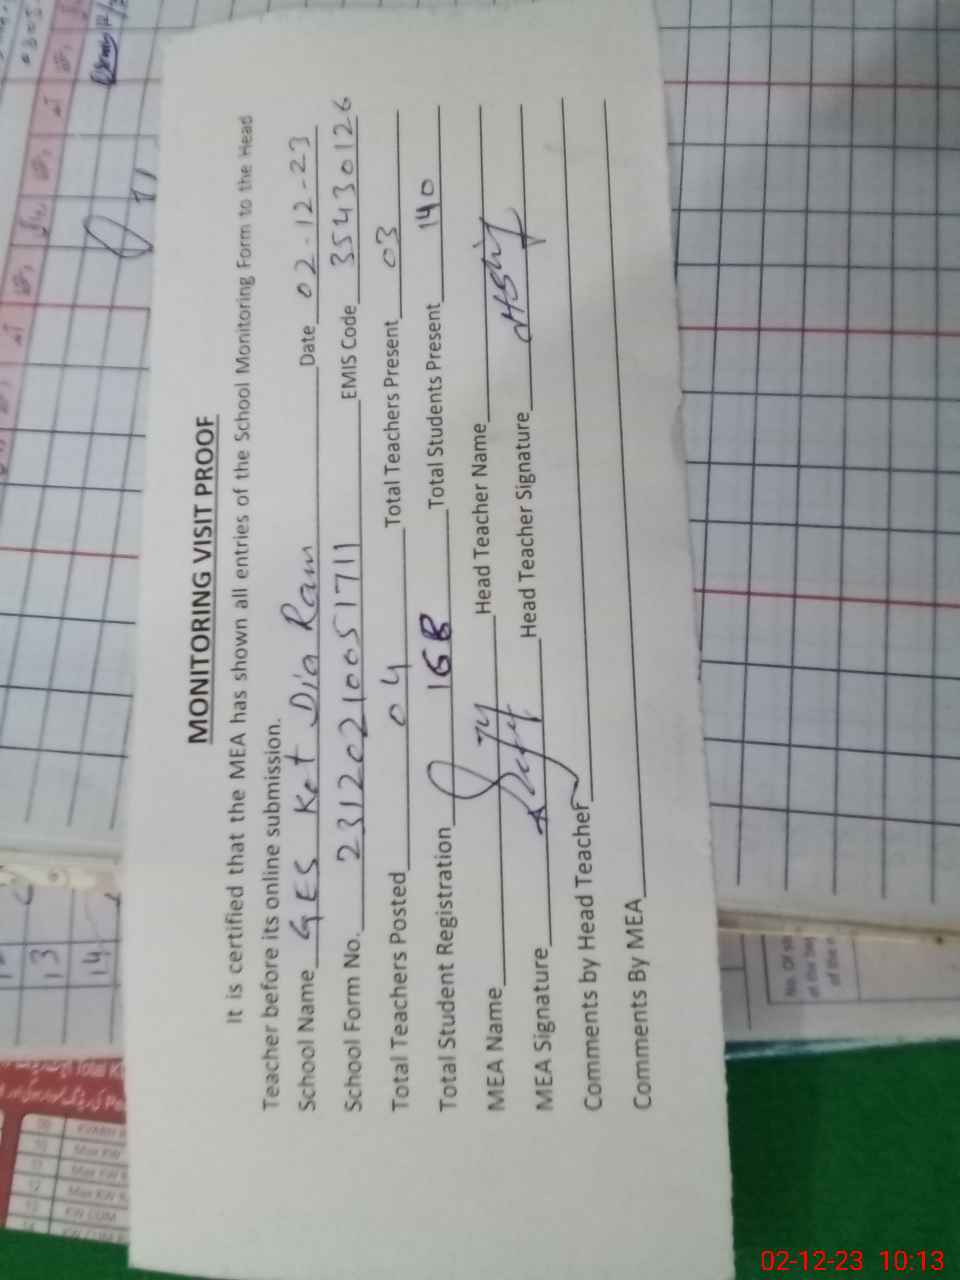 MONITORING VISIT PROOF
It is certified that the MEA has shown all entries of the School Monitoring Form to the Head
Teacher before its online submission.
School Name GES Kot Dia Ram Date 02-12-23
School Form No. 23120210051711 EMIS Code 35430126
Total Teachers Posted 04 Total Teachers Present 03
Total Student Registration 168 Total Students Present 140
MEA Name Head Teacher Name
MEA Signature Head Teacher Signature
Comments by Head Teacher
Comments By MEA
13
14
02-12-23 10:13